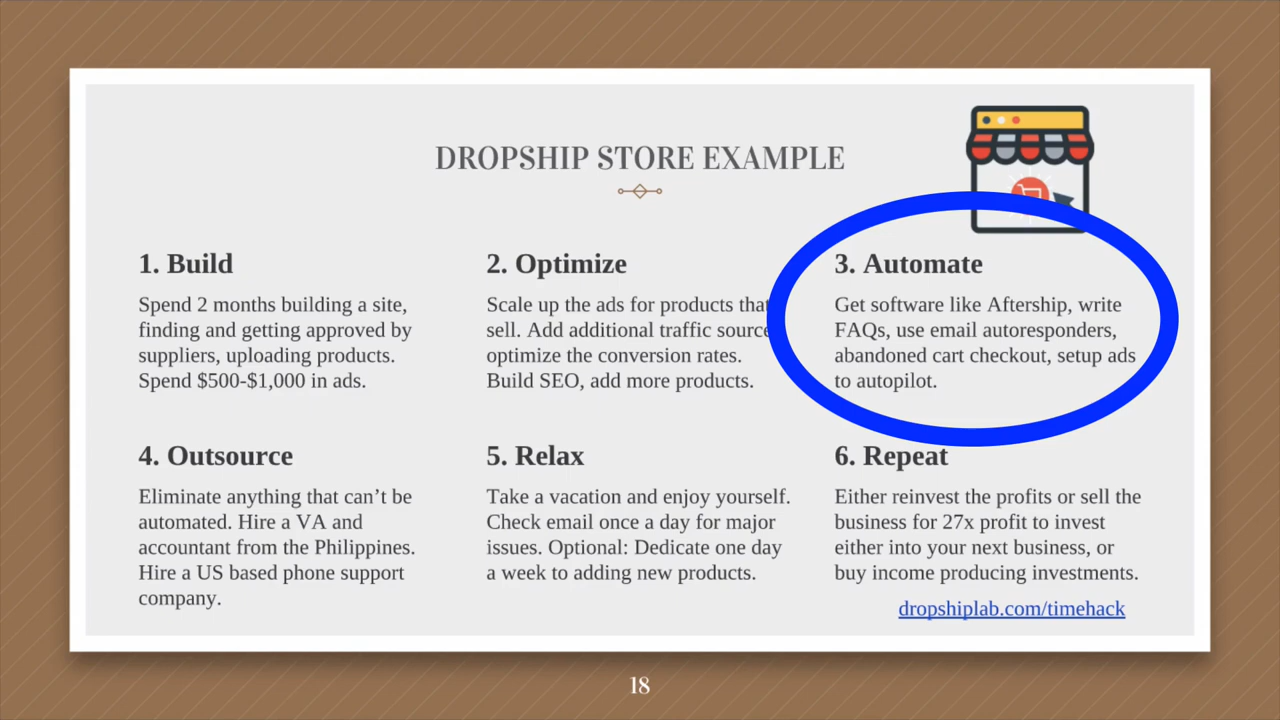 DROPSHIP STORE EXAMPLE
1. Build
Spend 2 months building a site,
finding and getting approved by
suppliers, uploading products.
Spend $500-$1,000 in ads.
2. Optimize
Scale up the ads for products that
sell. Add additional traffic source
optimize the conversion rates.
Build SEO, add more products.
3. Automate
Get software like Aftership, write
FAQs, use email autoresponders,
abandoned cart checkout, setup ads
to autopilot.
4. Outsource
Eliminate anything that can’t be
automated. Hire a VA and
accountant from the Philippines.
Hire a US based phone support
company.
5. Relax
Take a vacation and enjoy yourself.
Check email once a day for major
issues. Optional: Dedicate one day
a week to adding new products.
6. Repeat
Either reinvest the profits or sell the
business for 27x profit to invest
either into your next business, or
buy income producing investments.
dropshiplab.com/timehack
18